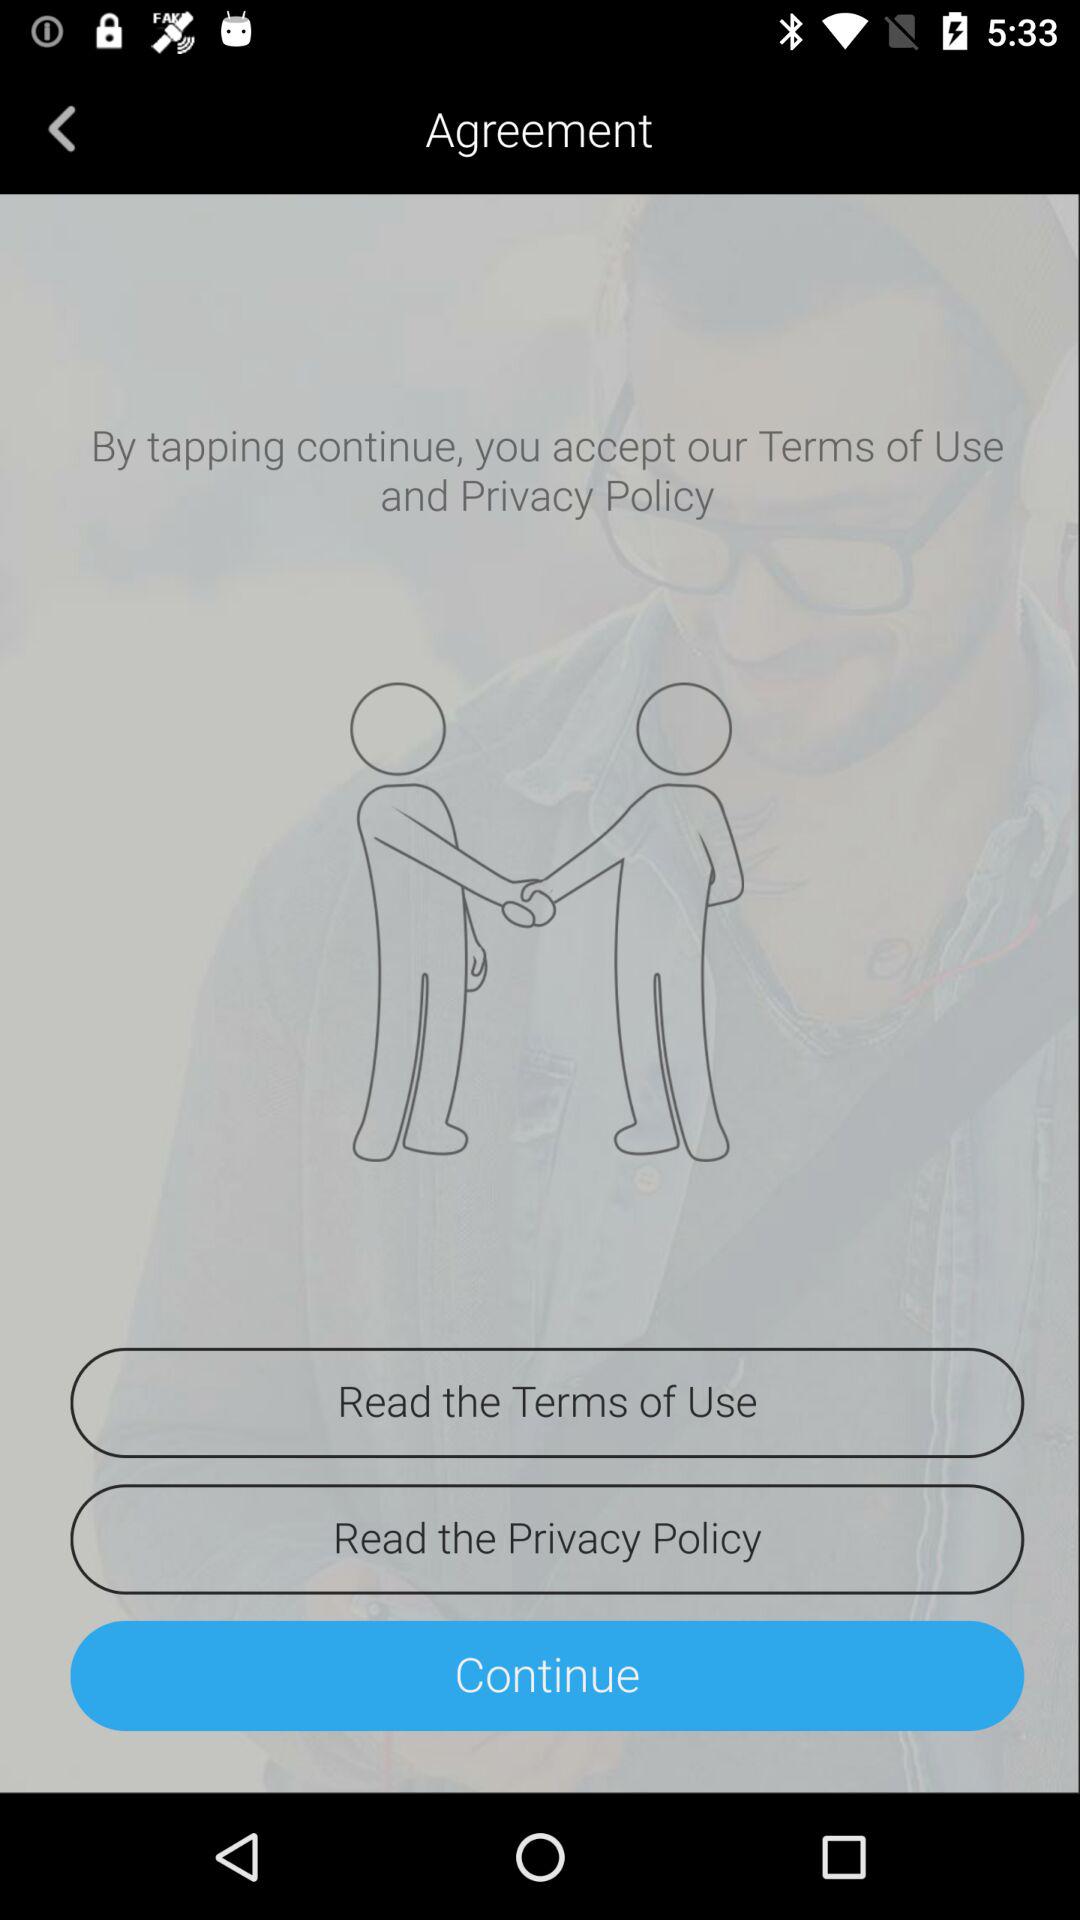 FAKE
5:33
Agreement
By tapping continue, you accept our Terms of Use
and Privacy Policy
Read the Terms of Use
Read the Privacy Policy
Continue